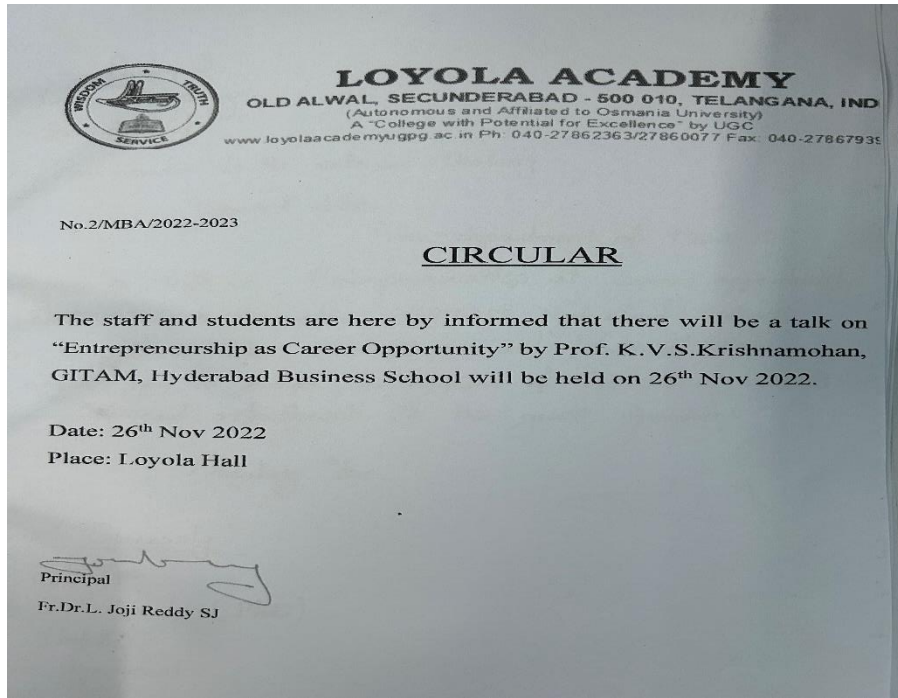 WISDOM TRUTH
SERVICE
LOYOLA ACADEMY
OLD ALWAL, SECUNDERABAD - 500 010, TELANGANA, IND
(Autonomous and Affiliated to Osmania University)
A "College with Potential for Excellence" by UGC
www.loyolaacademyugpg.ac.in Ph: 040-27862363/27860077 Fax: 040-2786793
No.2/MBA/2022-2023
CIRCULAR
The staff and students are here by informed that there will be a talk on
“Entrepreneurship as Career Opportunity” by Prof. K.V.S.Krishnamohan,
GITAM, Hyderabad Business School will be held on 26th Nov 2022.
Date: 26th Nov 2022
Place: Loyola Hall
Principal
Fr.Dr.L. Joji Reddy SJ